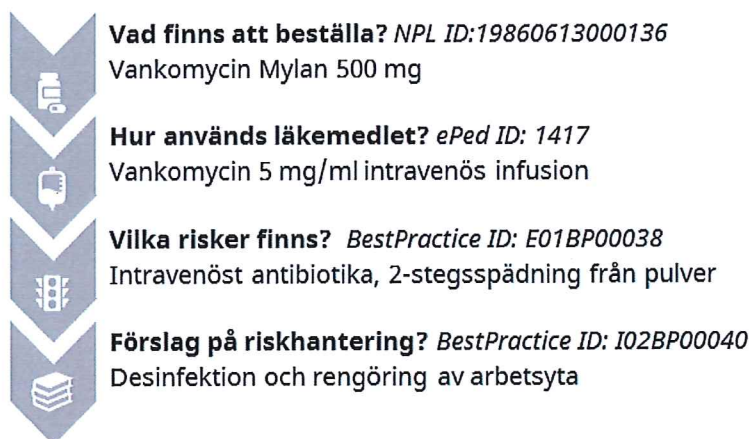 Vad finns att beställa? NPL ID:19860613000136
Vankomycin Mylan 500 mg
Hur används läkemedlet? ePed ID: 1417
Vankomycin 5 mg/ml intravenös infusion
Vilka risker finns? BestPractice ID: E01BP00038
Intravenöst antibiotika, 2-stegsspädning från pulver
Förslag på riskhantering? BestPractice ID: I02BP00040
Desinfektion och rengöring av arbetsyta